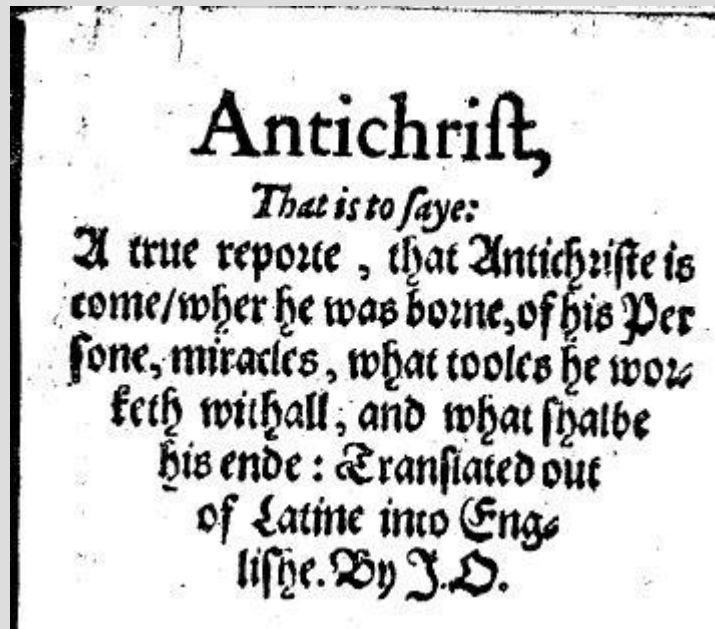 Antichriſt,
That is to ſaye:
A true reporte, that Antichriſte is
come/wher he was borne, of his Per
ſone, miracles, what tooles he wor⸗
keth withall, and what ſhalbe
his ende: Tranſlated out
of Latine into Eng⸗
liſhe. By J.O.